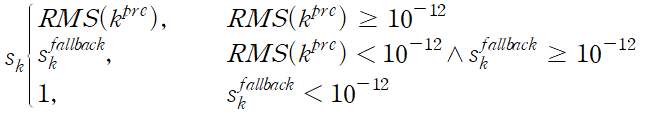 s_k { RMS(k^{prc}), RMS(k^{prc}) ≥ 10^{-12}
s_k^{fallback}, RMS(k^{prc}) < 10^{-12} ∧ s_k^{fallback} ≥ 10^{-12}
1, s_k^{fallback} < 10^{-12}